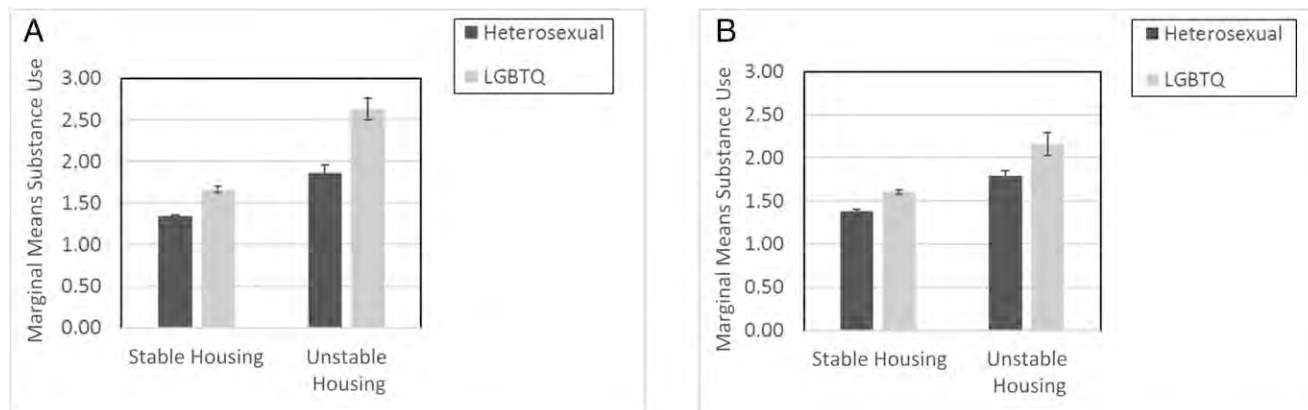 A
Heterosexual
LGBTQ
Marginal Means Substance Use
3.00
2.50
2.00
1.50
1.00
0.50
0.00
Stable Housing
Unstable
Housing
B
Heterosexual
LGBTQ
Marginal Means Substance Use
3.00
2.50
2.00
1.50
1.00
0.50
0.00
Stable Housing
Unstable
Housing